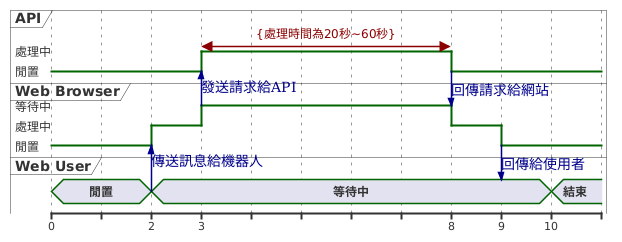 API
{處理時間為20秒~60秒}
處理中
閒置
發送請求給API
回傳請求給網站
Web Browser
等待中
處理中
閒置
傳送訊息給機器人
回傳給使用者
Web User
閒置
等待中
結束
0 2 3 8 9 10